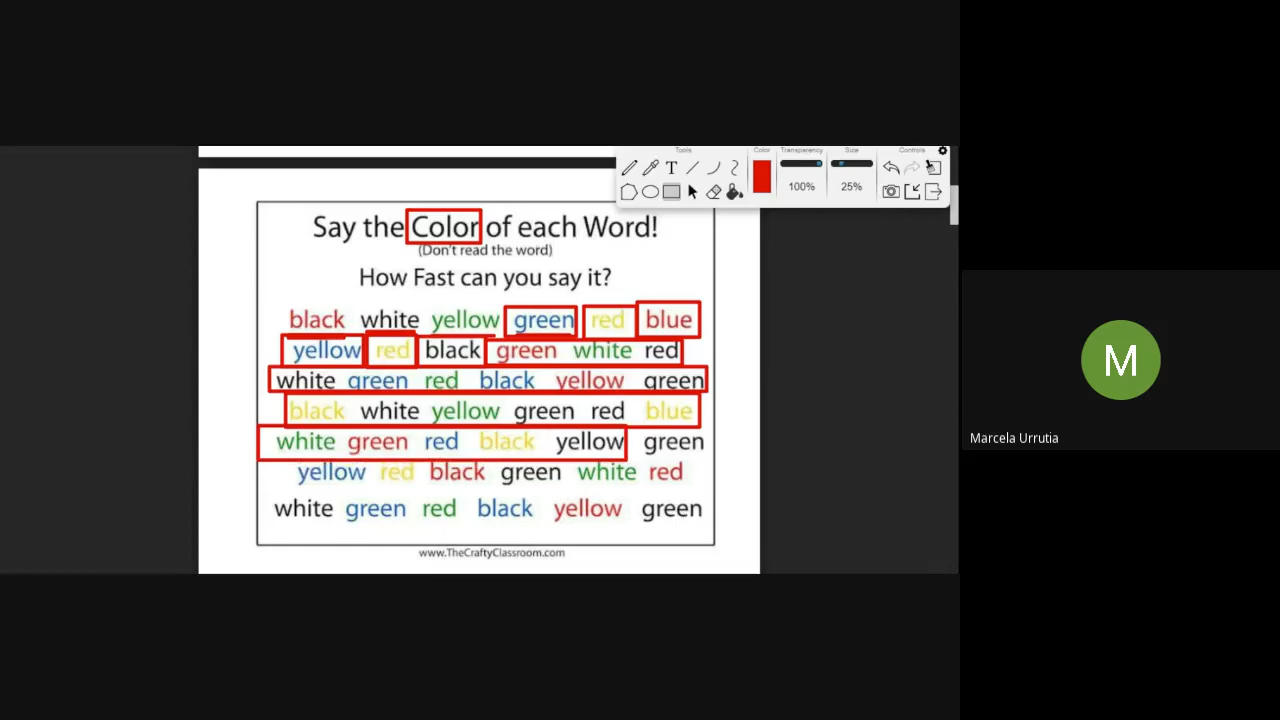 Tools
Color
Transparency
Size
Controls
T
100%
25%
Say the Color of each Word!
(Don't read the word)
How Fast can you say it?
black white yellow green red blue
yellow red black green white red
white green red black yellow green
black white yellow green red blue
white green red black yellow green
yellow red black green white red
white green red black yellow green
www.TheCraftyClassroom.com
M
Marcela Urrutia